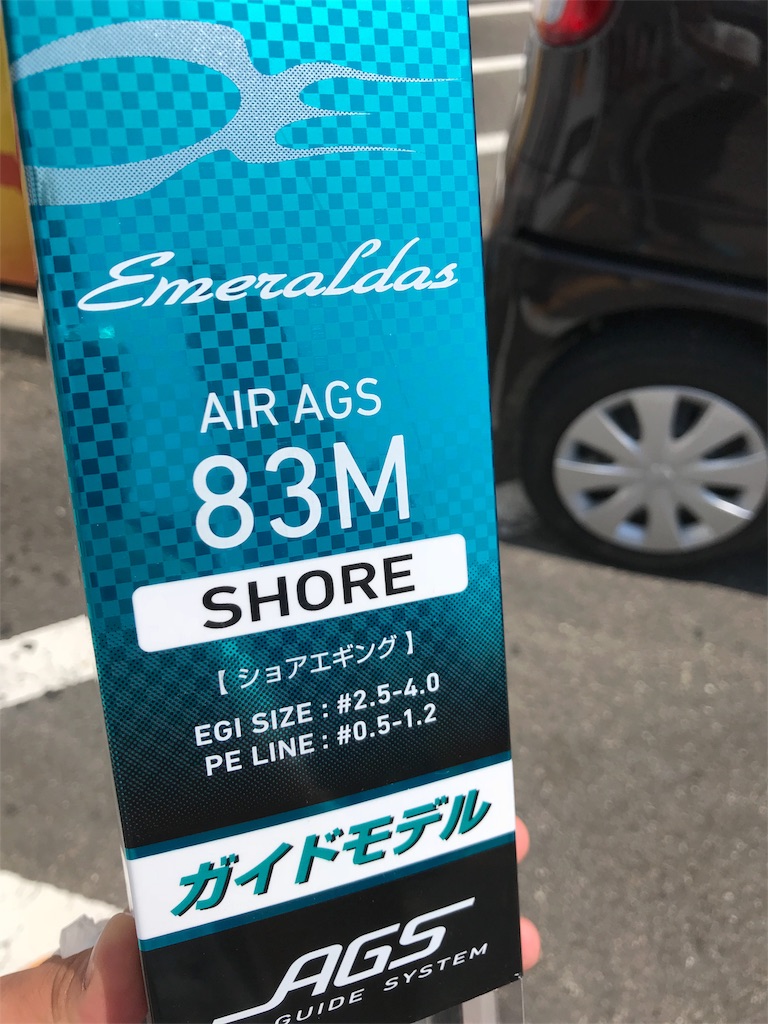 Emeraldas
AIR AGS
83M
SHORE
【ショアエギング】
EGI SIZE : #2.5-4.0
PE LINE : #0.5-1.2
ガイドモデル
AGS
GUIDE SYSTEM